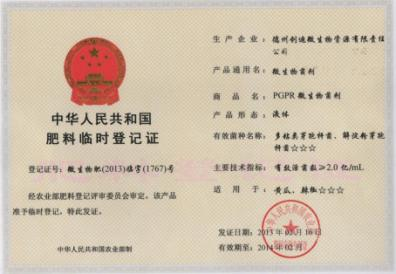 中华人民共和国
肥料临时登记证
登记证号：微生物肥(2013)临字(1767)号
经农业部肥料登记评审委员会审定，该产
品准予临时登记。特此发证。
中华人民共和国农业部制
生产企业：德州创迪微生物资源有限责任
公司
产品通用名：微生物菌剂
商品名：PGPR微生物菌剂
产品形态：液体
有效菌种名称：多粘类芽孢杆菌、解淀粉芽孢
杆菌☆☆☆
主要技术指标：有效活菌数≥2.0亿/mL
适用于：黄瓜、辣椒☆☆☆
发证日期：2013年02月16日
有效期至：2014年02月